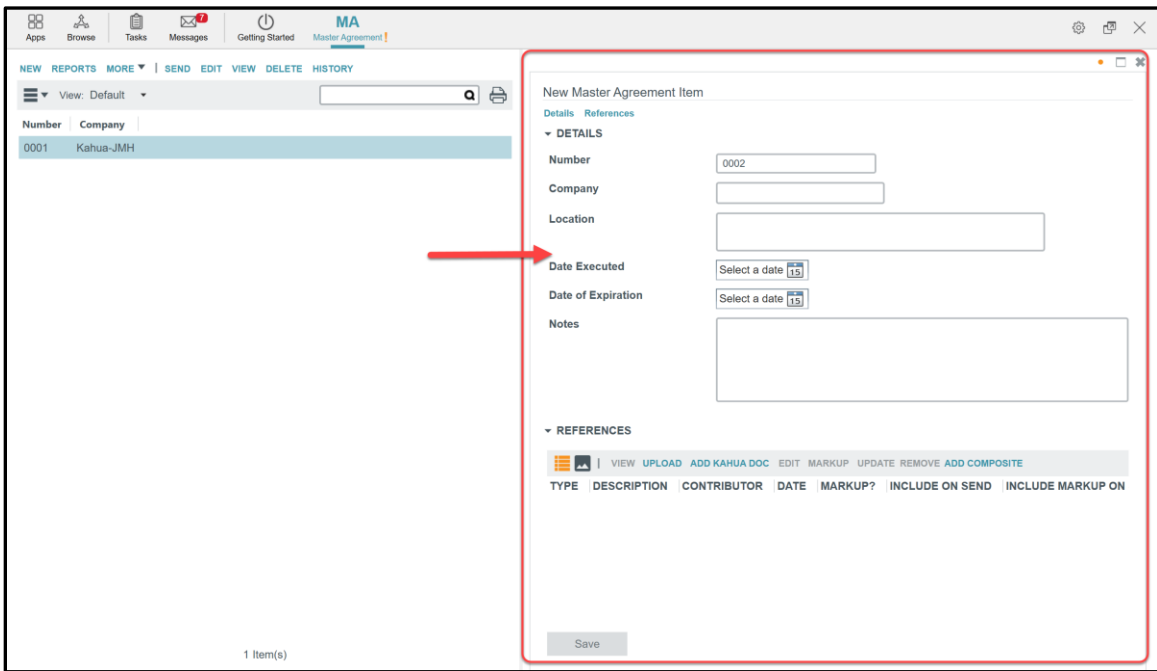 7
MA
Apps Browse Tasks Messages Getting Started Master Agreement !
NEW REPORTS MORE | SEND EDIT VIEW DELETE HISTORY
View: Default
Number Company
0001 Kahua-JMH
1 Item(s)
New Master Agreement Item
Details References
DETAILS
Number 0002
Company
Location
Date Executed Select a date 15
Date of Expiration Select a date 15
Notes
REFERENCES
| VIEW UPLOAD ADD KAHUA DOC EDIT MARKUP UPDATE REMOVE ADD COMPOSITE
TYPE DESCRIPTION CONTRIBUTOR DATE MARKUP? INCLUDE ON SEND INCLUDE MARKUP ON
Save